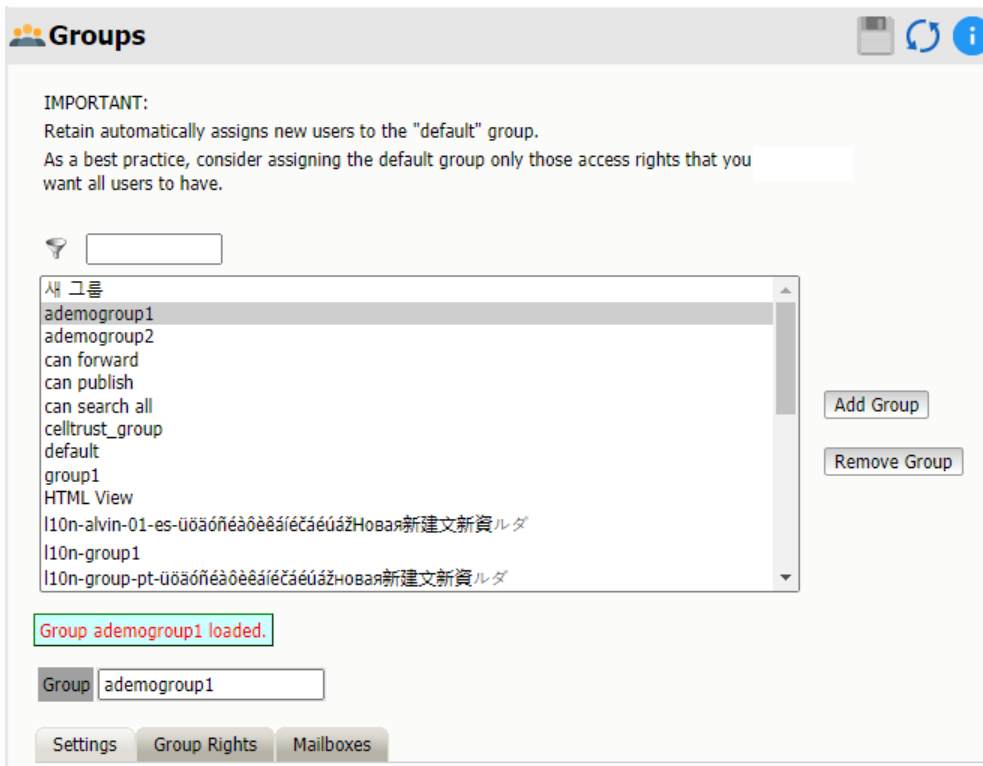 Groups
IMPORTANT:
Retain automatically assigns new users to the "default" group.
As a best practice, consider assigning the default group only those access rights that you
want all users to have.
새 그룹
ademogroup1
ademogroup2
can forward
can publish
can search all
celltrust_group
default
group1
HTML View
l10n-alvin-01-es-üöäóñéàôèêáíéčáéúážНовая新建文新資ルダ
l10n-group1
l10n-group-pt-üöäóñéàôèêáíéčáéúážновая新建文新資ルダ
Add Group
Remove Group
Group ademogroup1 loaded.
Group ademogroup1
Settings Group Rights Mailboxes